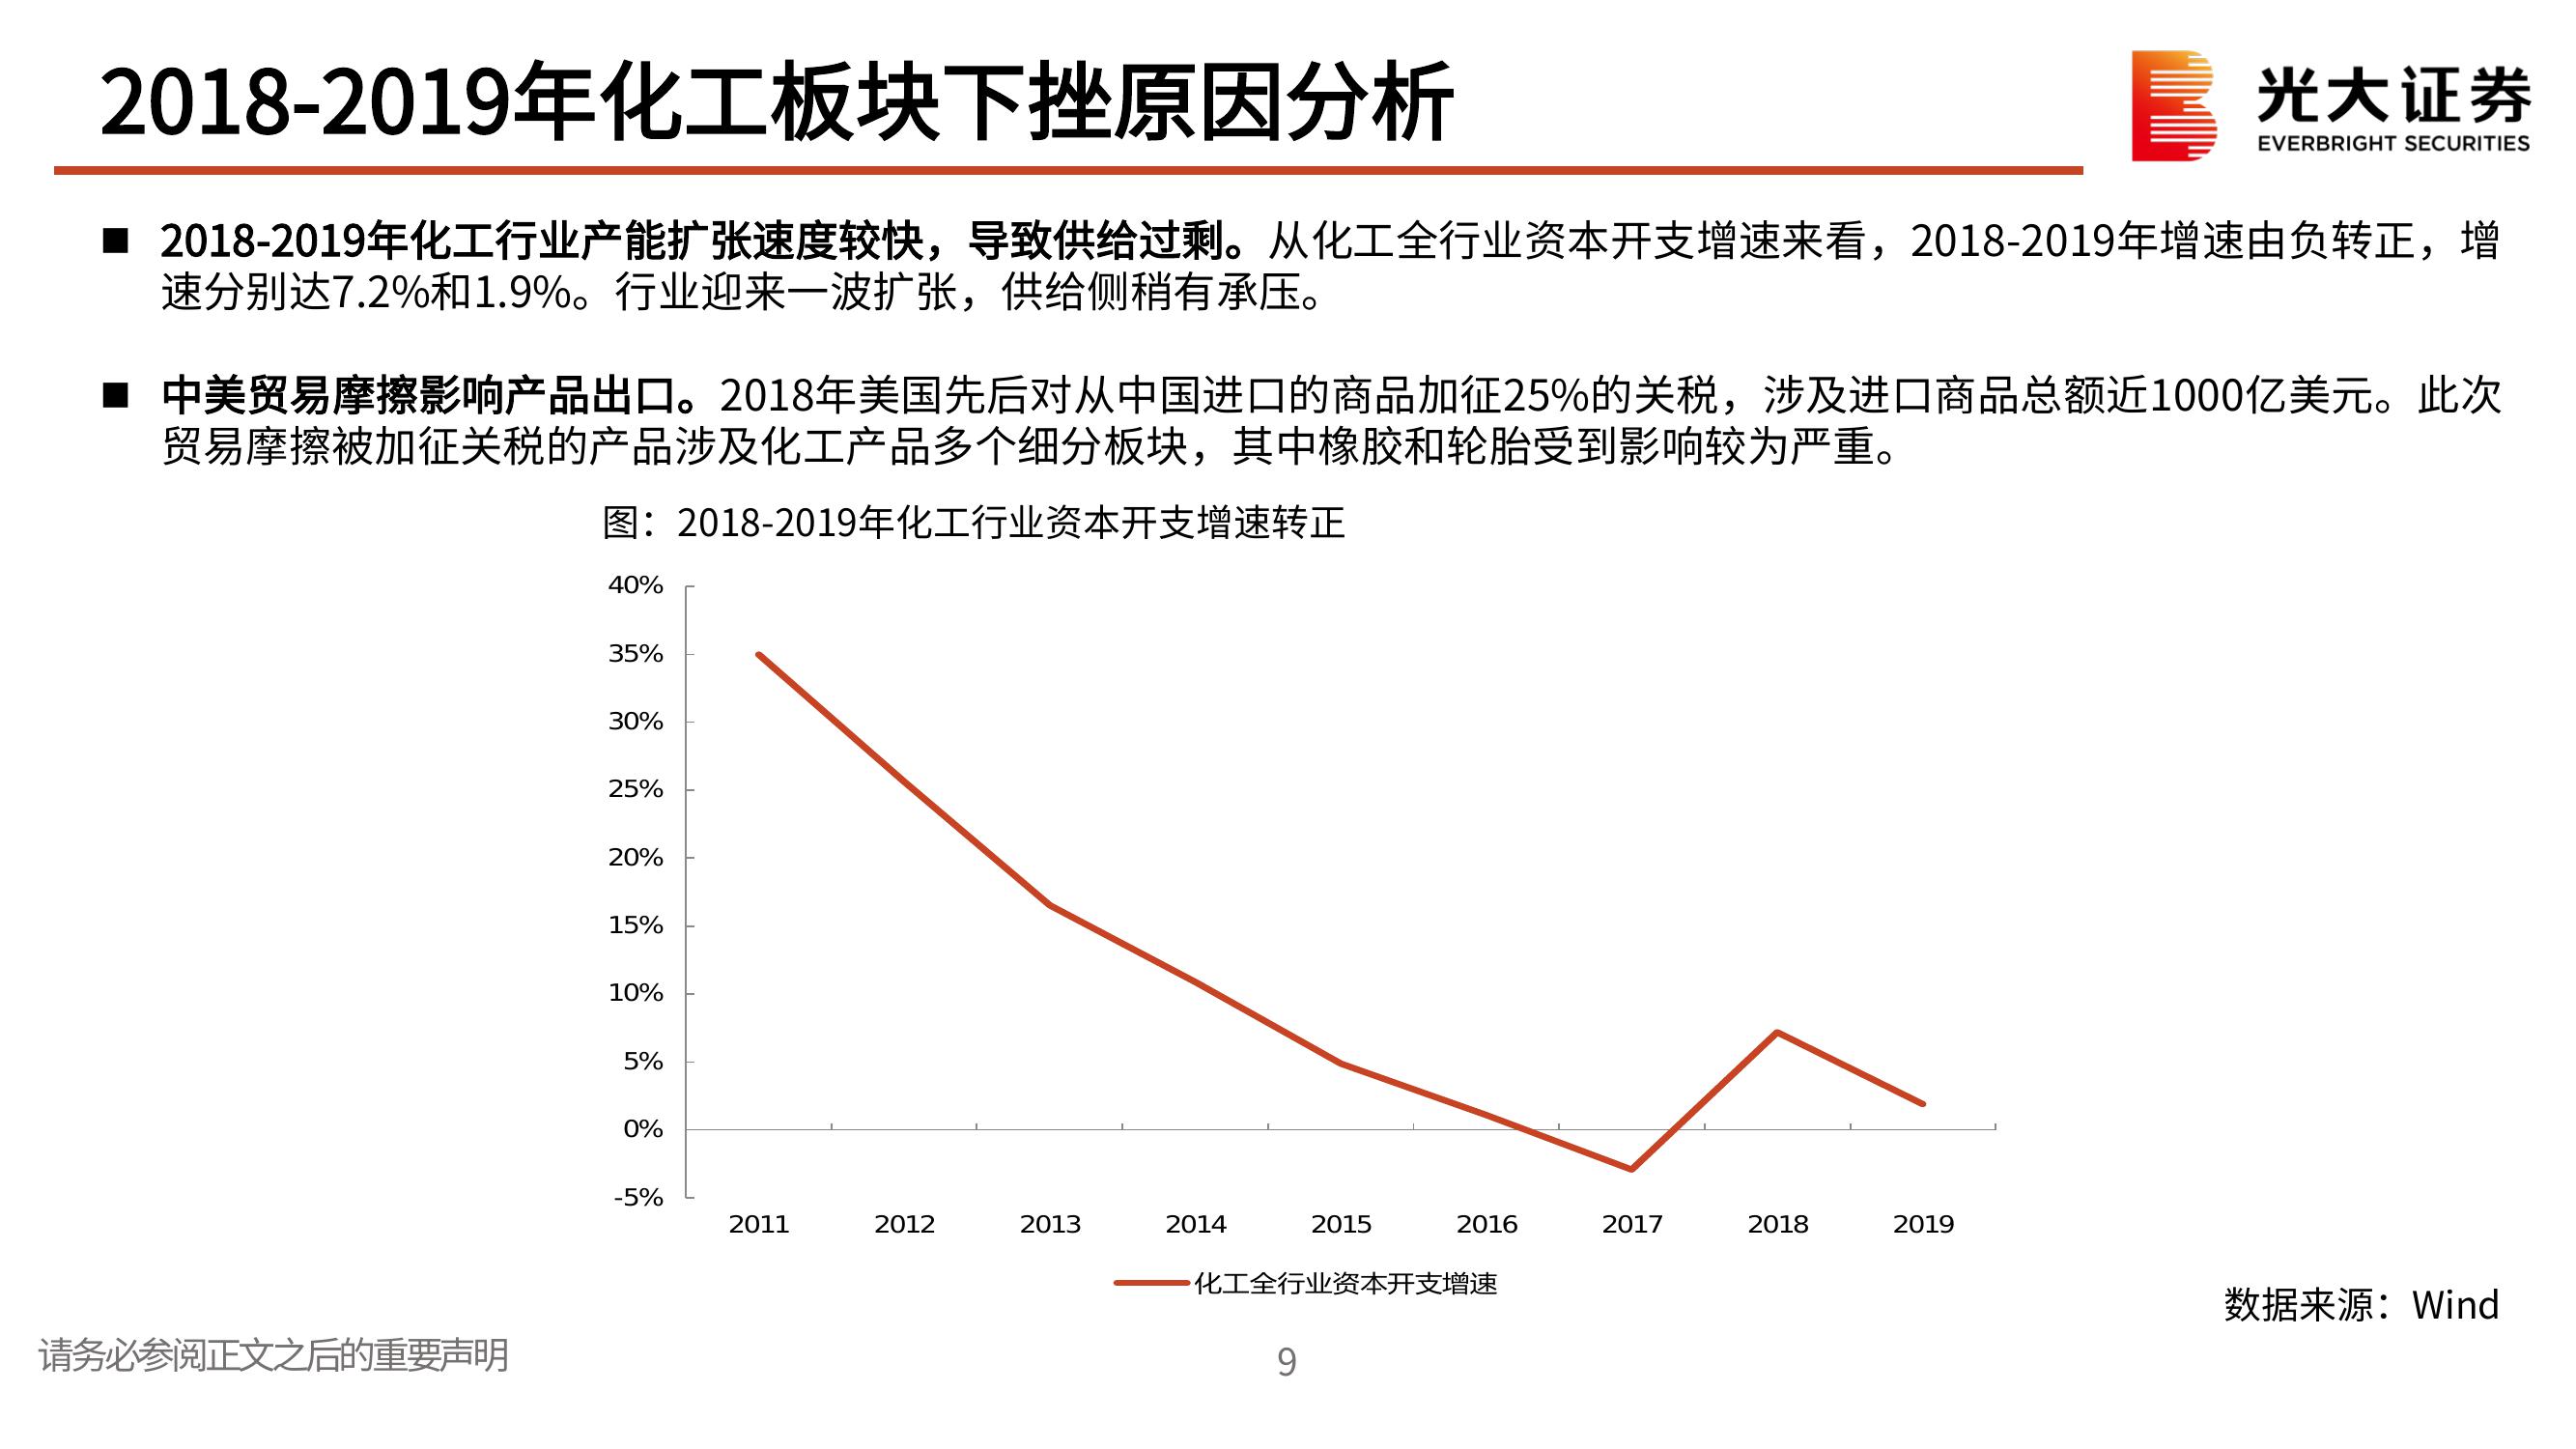 2018-2019年化工板块下挫原因分析
光大证券
EVERBRIGHT SECURITIES
■ 2018-2019年化工行业产能扩张速度较快，导致供给过剩。从化工全行业资本开支增速来看，2018-2019年增速由负转正，增
速分别达7.2%和1.9%。行业迎来一波扩张，供给侧稍有承压。
■ 中美贸易摩擦影响产品出口。2018年美国先后对从中国进口的商品加征25%的关税，涉及进口商品总额近1000亿美元。此次
贸易摩擦被加征关税的产品涉及化工产品多个细分板块，其中橡胶和轮胎受到影响较为严重。
图：2018-2019年化工行业资本开支增速转正
40%
35%
30%
25%
20%
15%
10%
5%
0%
-5%
2011 2012 2013 2014 2015 2016 2017 2018 2019
化工全行业资本开支增速
数据来源：Wind
请务必参阅正文之后的重要声明
9